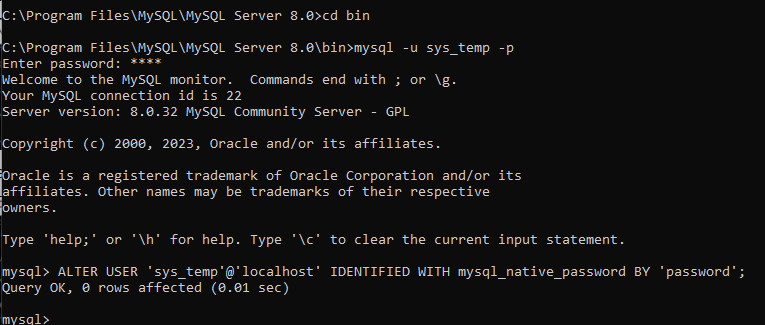 C:\Program Files\MySQL\MySQL Server 8.0>cd bin
C:\Program Files\MySQL\MySQL Server 8.0\bin>mysql -u sys_temp -p
Enter password: ****
Welcome to the MySQL monitor.  Commands end with ; or \g.
Your MySQL connection id is 22
Server version: 8.0.32 MySQL Community Server - GPL
Copyright (c) 2000, 2023, Oracle and/or its affiliates.
Oracle is a registered trademark of Oracle Corporation and/or its
affiliates. Other names may be trademarks of their respective
owners.
Type 'help;' or '\h' for help. Type '\c' to clear the current input statement.
mysql> ALTER USER 'sys_temp'@'localhost' IDENTIFIED WITH mysql_native_password BY 'password';
Query OK, 0 rows affected (0.01 sec)
mysql>